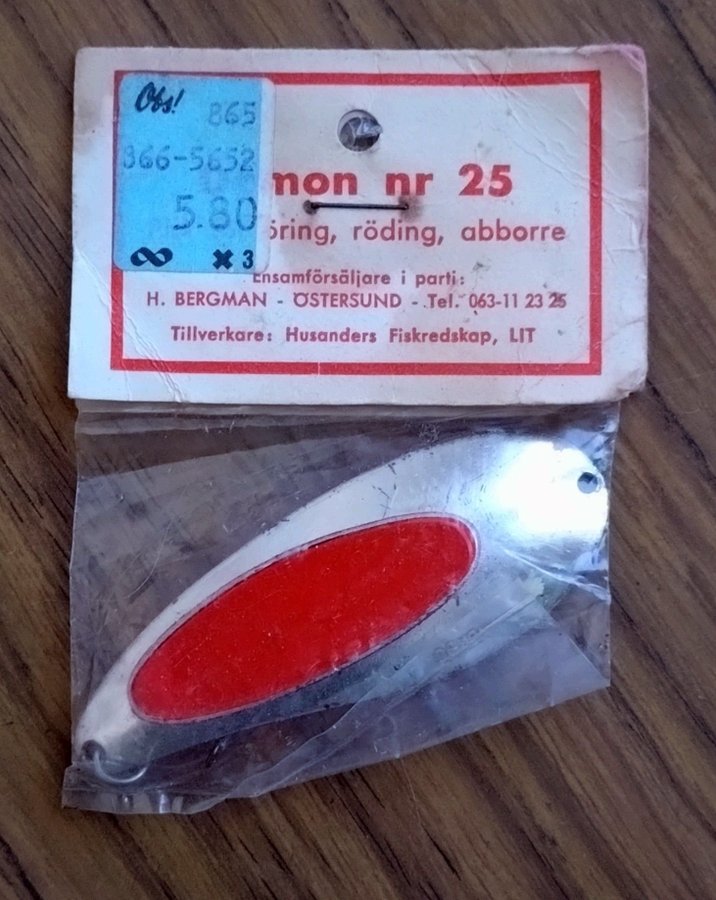 Obs! 865
866-5652
5.80
∞ ×3
mon nr 25
öring, röding, abborre
Ensamförsäljare i parti:
H. BERGMAN - ÖSTERSUND - Tel. 063-11 23 25
Tillverkare: Husanders Fiskredskap, LIT